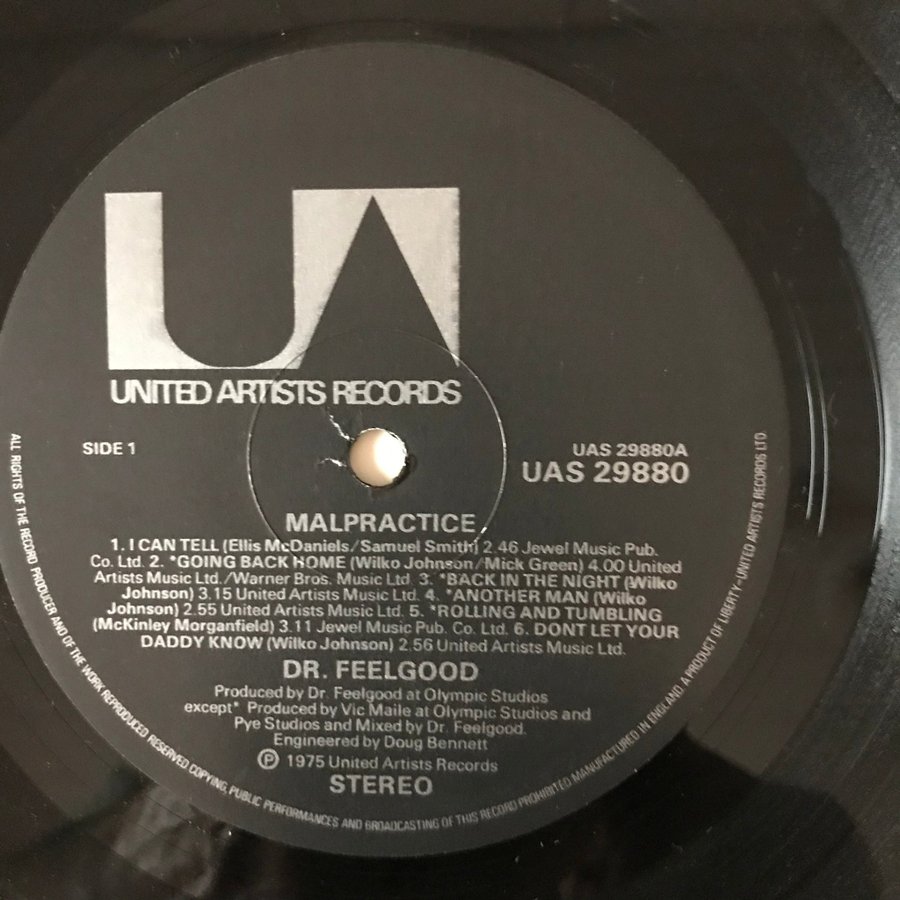 UA
UNITED ARTISTS RECORDS
SIDE 1
UAS 29880A
UAS 29880
MALPRACTICE
1. I CAN TELL (Ellis McDaniels/Samuel Smith) 2.46 Jewel Music Pub.
Co. Ltd. 2. *GOING BACK HOME (Wilko Johnson/Mick Green) 4.00 United
Artists Music Ltd./Warner Bros. Music Ltd. 3. *BACK IN THE NIGHT (Wilko
Johnson) 3.15 United Artists Music Ltd. 4. *ANOTHER MAN (Wilko
Johnson) 2.55 United Artists Music Ltd. 5. *ROLLING AND TUMBLING
(McKinley Morganfield) 3.11 Jewel Music Pub. Co. Ltd. 6. DONT LET YOUR
DADDY KNOW (Wilko Johnson) 2.56 United Artists Music Ltd.
DR. FEELGOOD
Produced by Dr. Feelgood at Olympic Studios
except* Produced by Vic Maile at Olympic Studios and
Pye Studios and Mixed by Dr. Feelgood.
Engineered by Doug Bennett
℗ 1975 United Artists Records
STEREO
ALL RIGHTS OF THE RECORD PRODUCER AND OF THE WORK REPRODUCED RESERVED COPYING, PUBLIC PERFORMANCES AND BROADCASTING OF THIS RECORD PROHIBITED MANUFACTURED IN ENGLAND. A PRODUCT OF LIBERTY-UNITED ARTISTS RECORDS LTD.